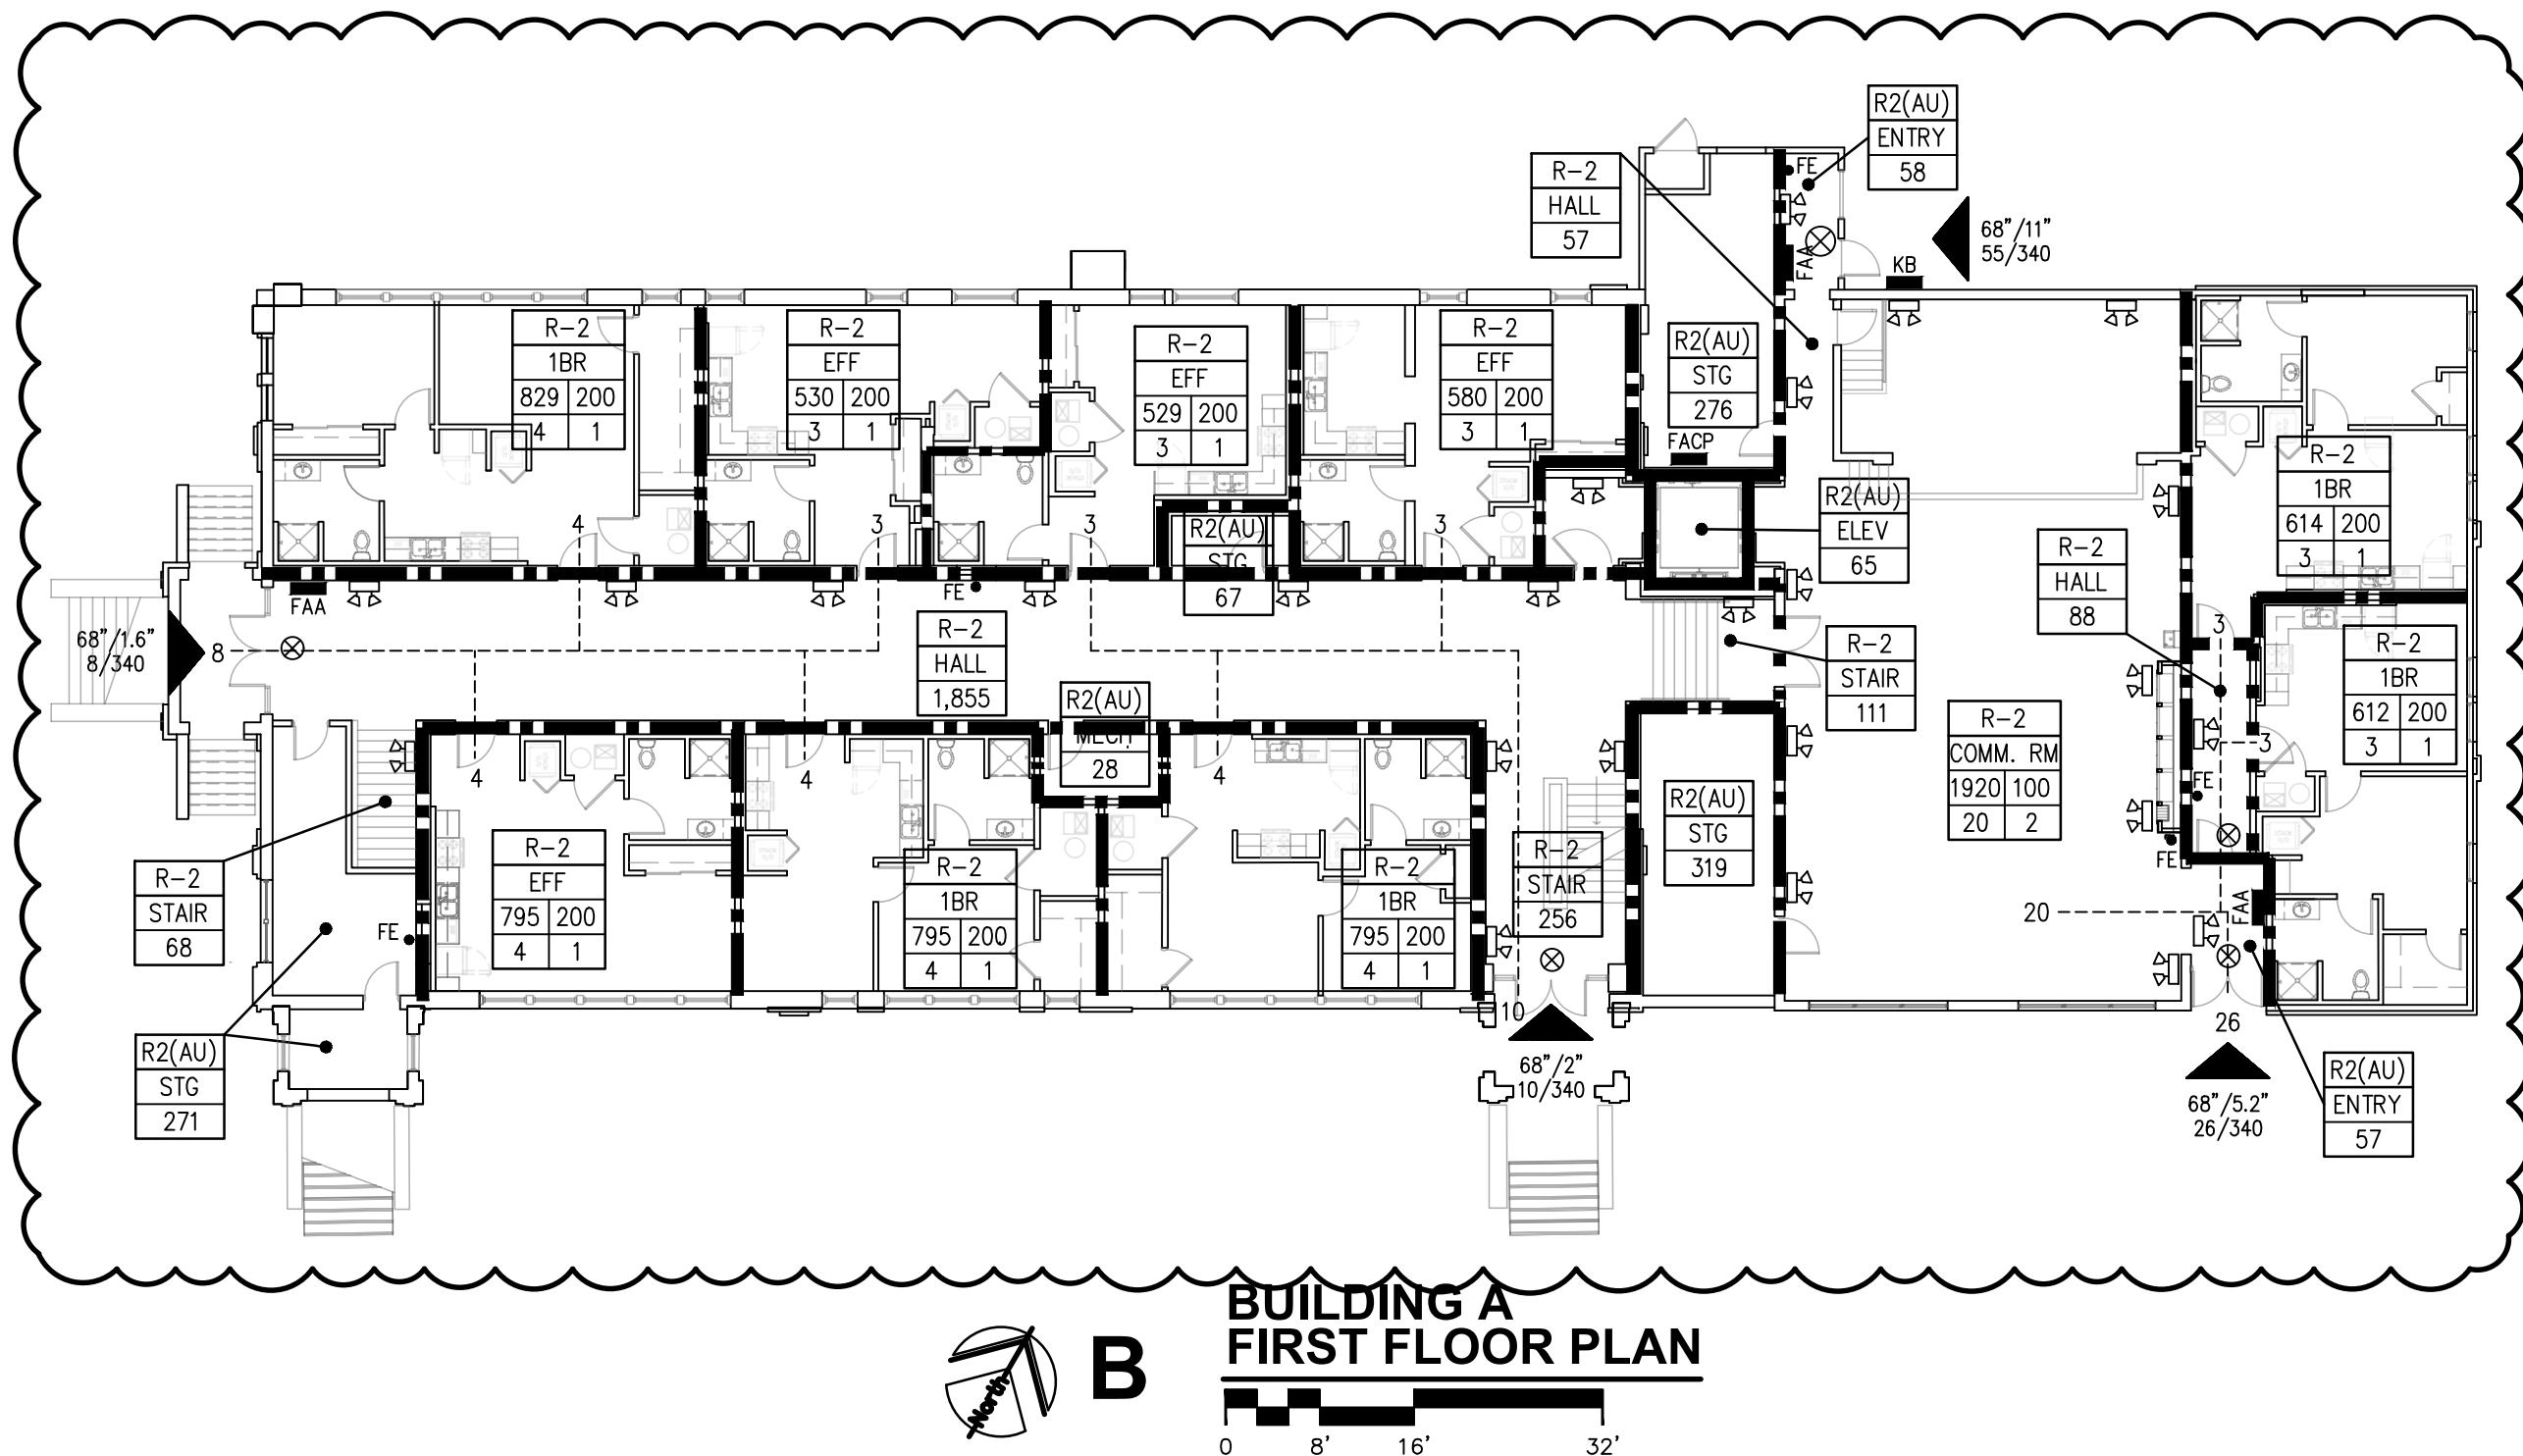 R2(AU)
ENTRY
58
R-2
HALL
57
FE
FAA
KB
68"/11"
55/340
R-2
1BR
829 200
4 1
R-2
EFF
530 200
3 1
R-2
EFF
529 200
3 1
R-2
EFF
580 200
3 1
R2(AU)
STG
276
FACP
R2(AU)
ELEV
65
R-2
1BR
614 200
3 1
R-2
HALL
88
4
3
3
3
R2(AU)
STG
67
FAA
FE
68"/1.6"
8/340
8
R-2
HALL
1,855
R-2
STAIR
111
3
R-2
1BR
612 200
3 1
3
R2(AU)
MECH
28
4
4
4
R-2
COMM. RM
1920 100
20 2
FE
FE
R2(AU)
STG
319
R-2
STAIR
68
R-2
EFF
795 200
4 1
R-2
1BR
795 200
4 1
R-2
1BR
795 200
4 1
R-2
STAIR
256
FE
20
FAA
10
26
R2(AU)
STG
271
68"/2"
10/340
68"/5.2"
26/340
R2(AU)
ENTRY
57
North
B
BUILDING A
FIRST FLOOR PLAN
0 8' 16' 32'